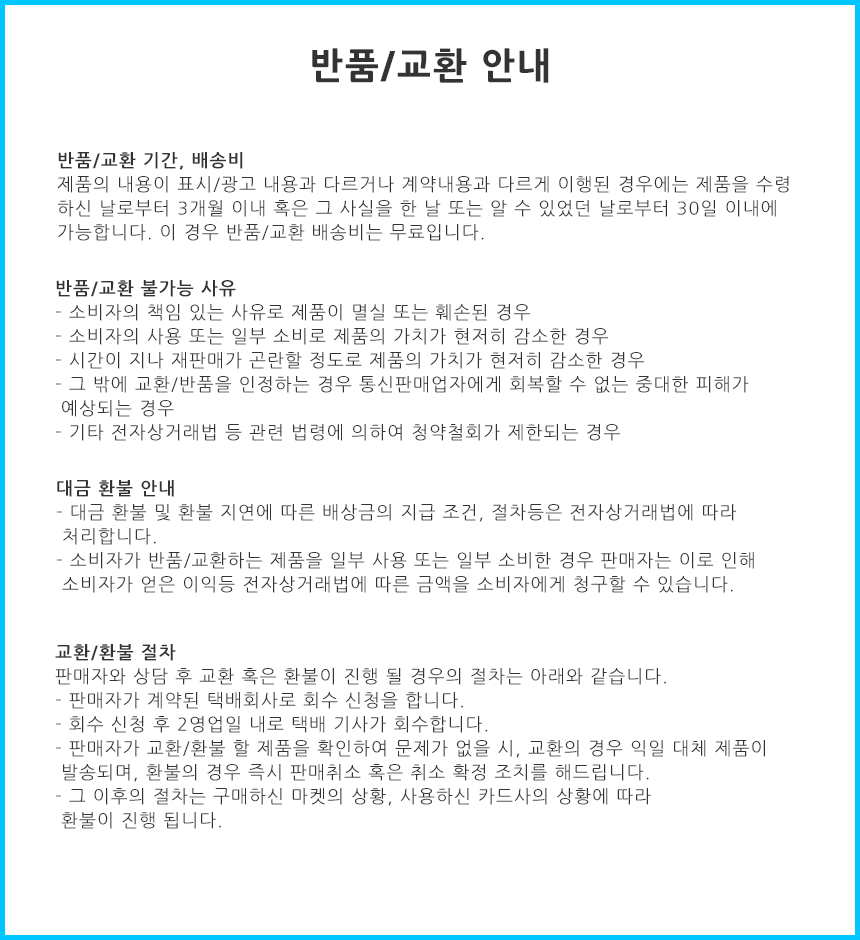 반품/교환 안내
반품/교환 기간, 배송비
제품의 내용이 표시/광고 내용과 다르거나 계약내용과 다르게 이행된 경우에는 제품을 수령
하신 날로부터 3개월 이내 혹은 그 사실을 한 날 또는 알 수 있었던 날로부터 30일 이내에
가능합니다. 이 경우 반품/교환 배송비는 무료입니다.
반품/교환 불가능 사유
- 소비자의 책임 있는 사유로 제품이 멸실 또는 훼손된 경우
- 소비자의 사용 또는 일부 소비로 제품의 가치가 현저히 감소한 경우
- 시간이 지나 재판매가 곤란할 정도로 제품의 가치가 현저히 감소한 경우
- 그 밖에 교환/반품을 인정하는 경우 통신판매업자에게 회복할 수 없는 중대한 피해가
예상되는 경우
- 기타 전자상거래법 등 관련 법령에 의하여 청약철회가 제한되는 경우
대금 환불 안내
- 대금 환불 및 환불 지연에 따른 배상금의 지급 조건, 절차등은 전자상거래법에 따라
처리합니다.
- 소비자가 반품/교환하는 제품을 일부 사용 또는 일부 소비한 경우 판매자는 이로 인해
소비자가 얻은 이익등 전자상거래법에 따른 금액을 소비자에게 청구할 수 있습니다.
교환/환불 절차
판매자와 상담 후 교환 혹은 환불이 진행 될 경우의 절차는 아래와 같습니다.
- 판매자가 계약된 택배회사로 회수 신청을 합니다.
- 회수 신청 후 2영업일 내로 택배 기사가 회수합니다.
- 판매자가 교환/환불 할 제품을 확인하여 문제가 없을 시, 교환의 경우 익일 대체 제품이
발송되며, 환불의 경우 즉시 판매취소 혹은 취소 확정 조치를 해드립니다.
- 그 이후의 절차는 구매하신 마켓의 상황, 사용하신 카드사의 상황에 따라
환불이 진행 됩니다.